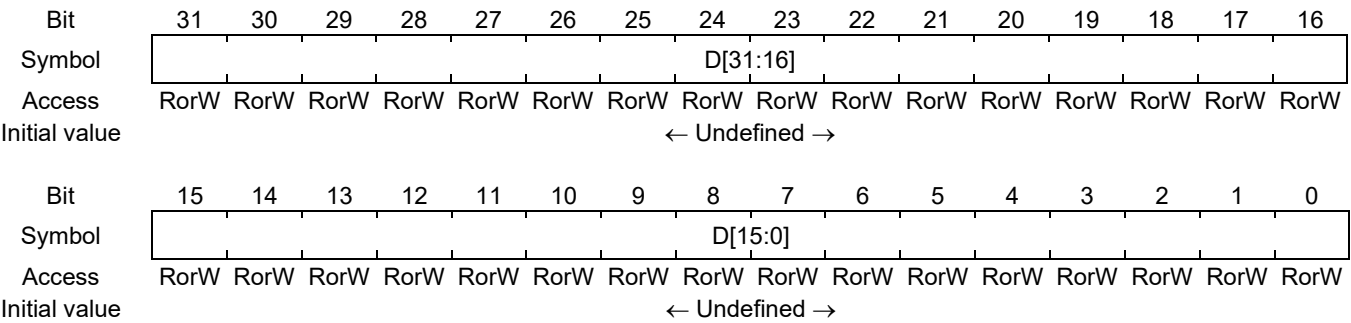 Bit 31 30 29 28 27 26 25 24 23 22 21 20 19 18 17 16
Symbol D[31:16]
Access RorW RorW RorW RorW RorW RorW RorW RorW RorW RorW RorW RorW RorW RorW RorW RorW
Initial value ← Undefined →
Bit 15 14 13 12 11 10 9 8 7 6 5 4 3 2 1 0
Symbol D[15:0]
Access RorW RorW RorW RorW RorW RorW RorW RorW RorW RorW RorW RorW RorW RorW RorW RorW
Initial value ← Undefined →